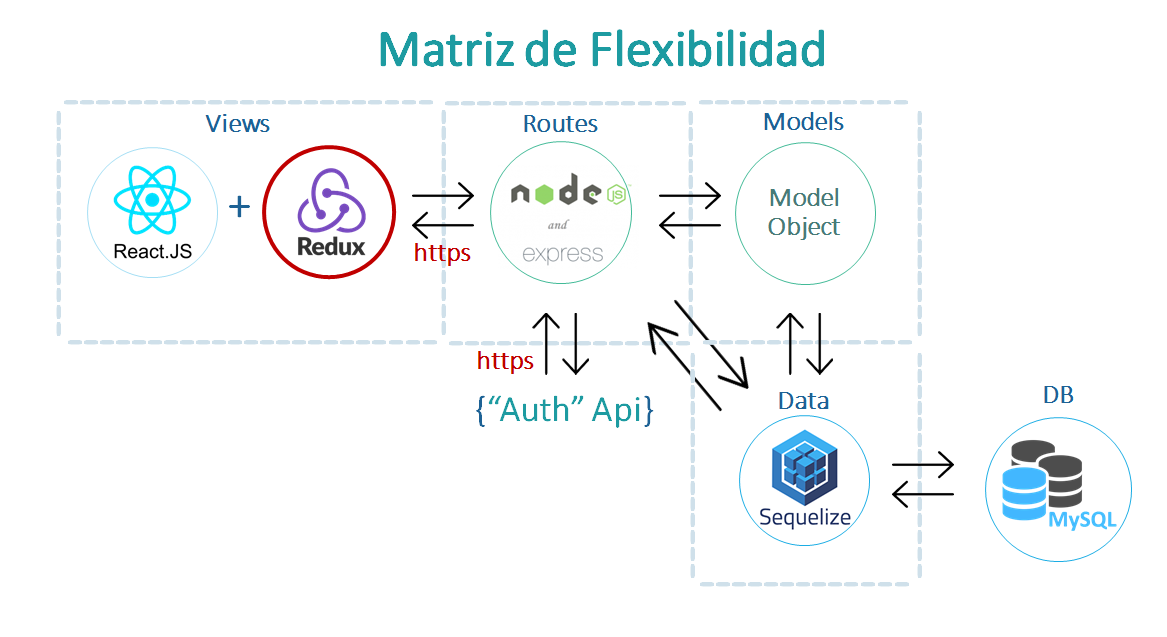 Matriz de Flexibilidad
Views
Routes
Models
React.JS
+
Redux
https
node JS
and
express
Model
Object
https
{“Auth” Api}
Data
Sequelize
DB
MySQL